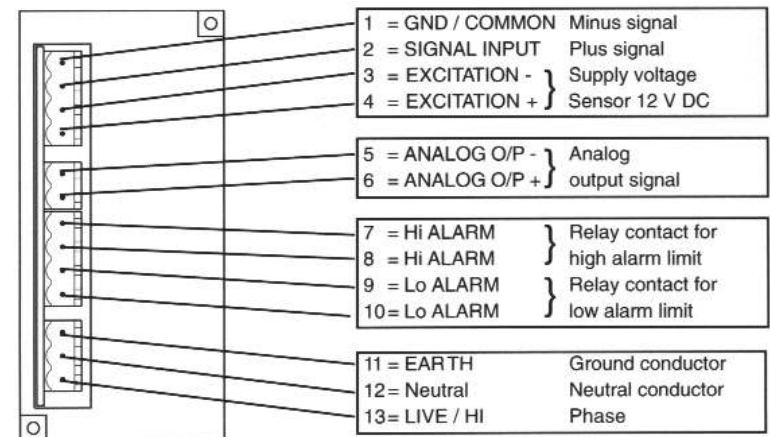 1 = GND / COMMON Minus signal
2 = SIGNAL INPUT Plus signal
3 = EXCITATION - } Supply voltage
4 = EXCITATION + } Sensor 12 V DC
5 = ANALOG O/P - } Analog
6 = ANALOG O/P + } output signal
7 = Hi ALARM } Relay contact for
8 = Hi ALARM } high alarm limit
9 = Lo ALARM } Relay contact for
10 = Lo ALARM } low alarm limit
11 = EARTH Ground conductor
12 = Neutral Neutral conductor
13 = LIVE / HI Phase